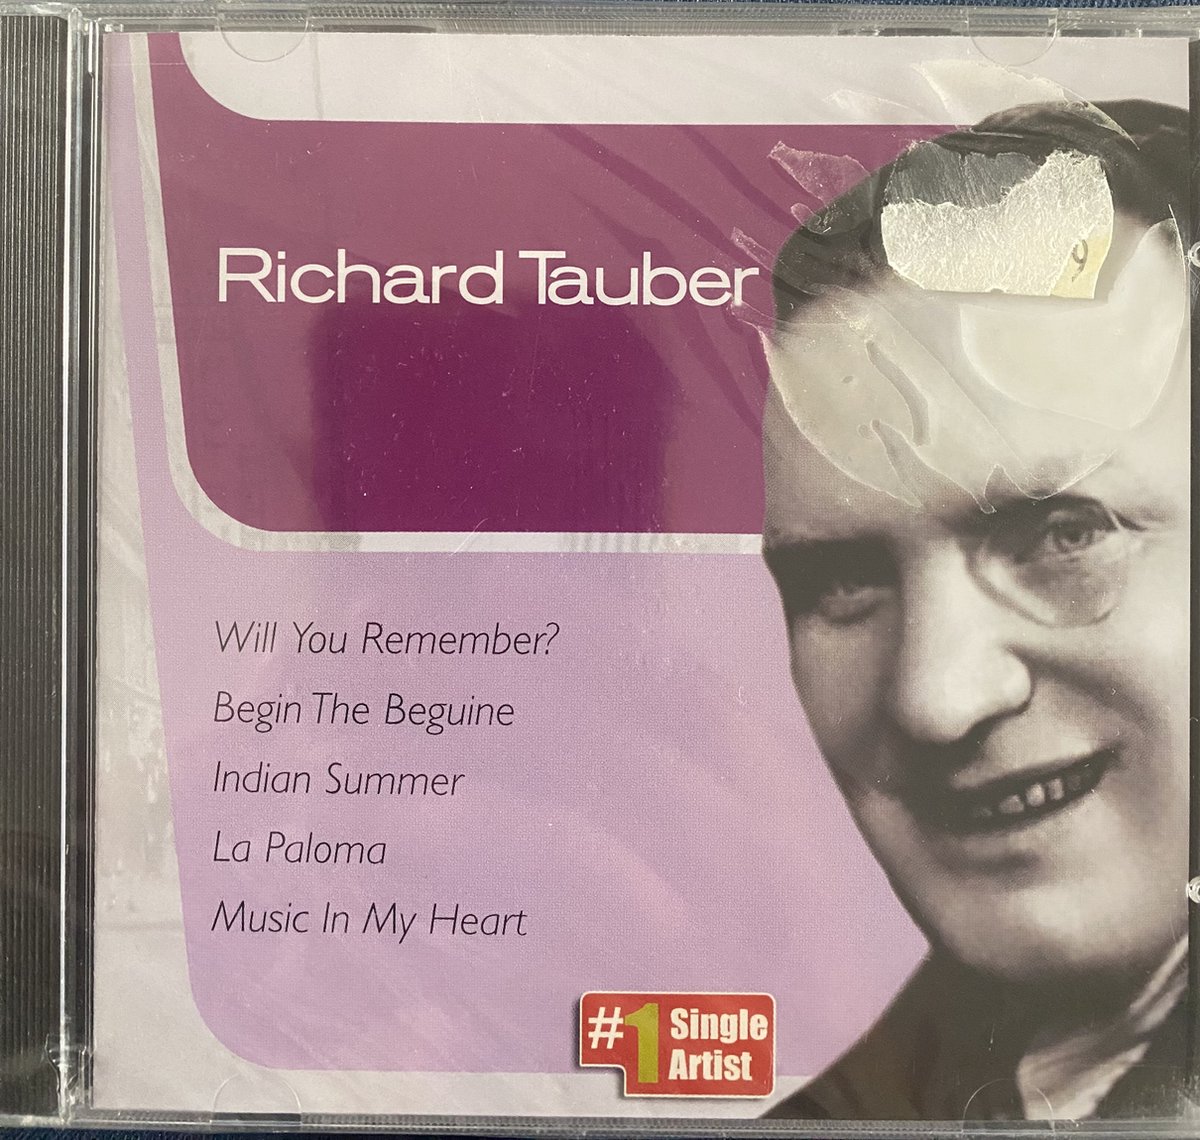 Richard Tauber
Will You Remember?
Begin The Beguine
Indian Summer
La Paloma
Music In My Heart
#1 Single
Artist